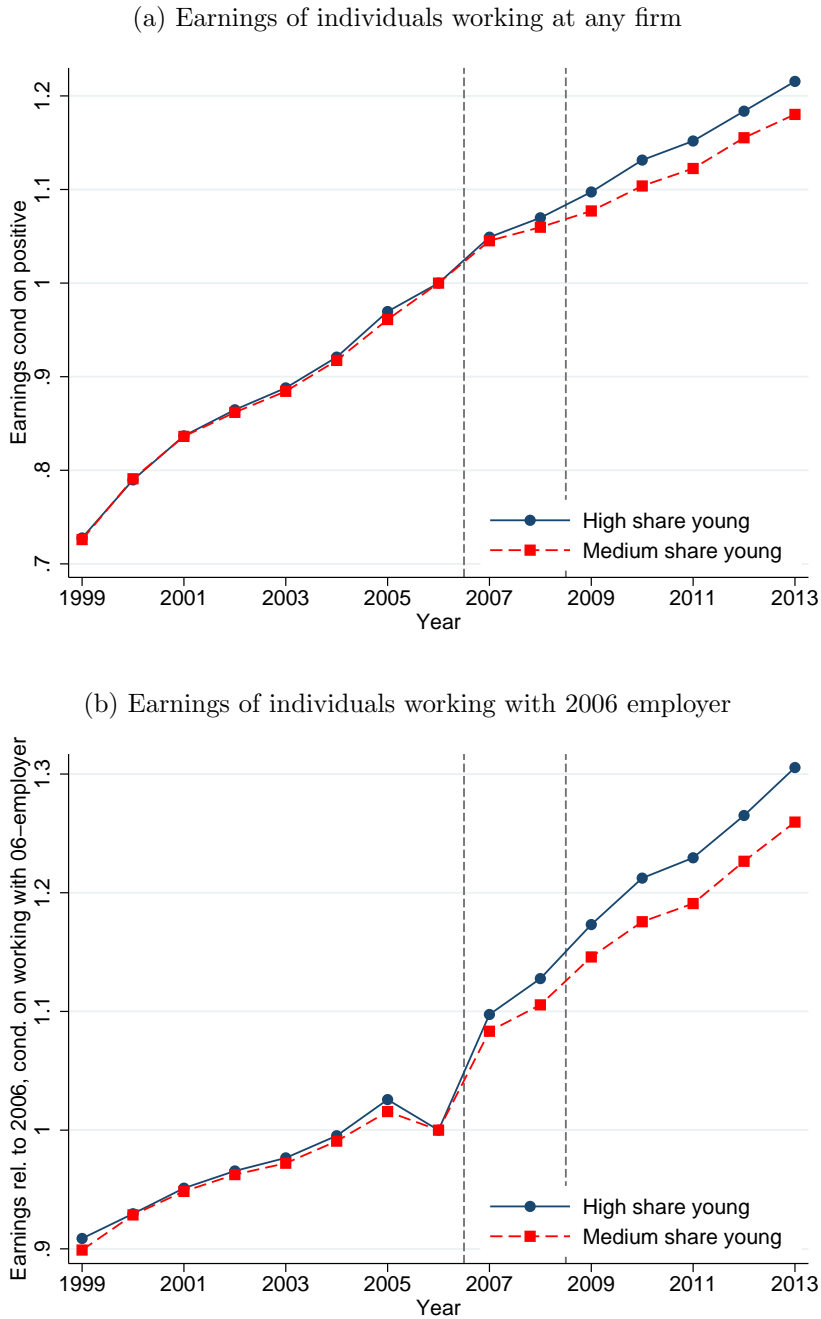 (a) Earnings of individuals working at any firm
Earnings cond on positive
1.2
1.1
1
.9
.8
.7
High share young
Medium share young
1999 2001 2003 2005 2007 2009 2011 2013
Year
(b) Earnings of individuals working with 2006 employer
Earnings rel. to 2006, cond. on working with 06−employer
1.3
1.2
1.1
1
.9
High share young
Medium share young
1999 2001 2003 2005 2007 2009 2011 2013
Year